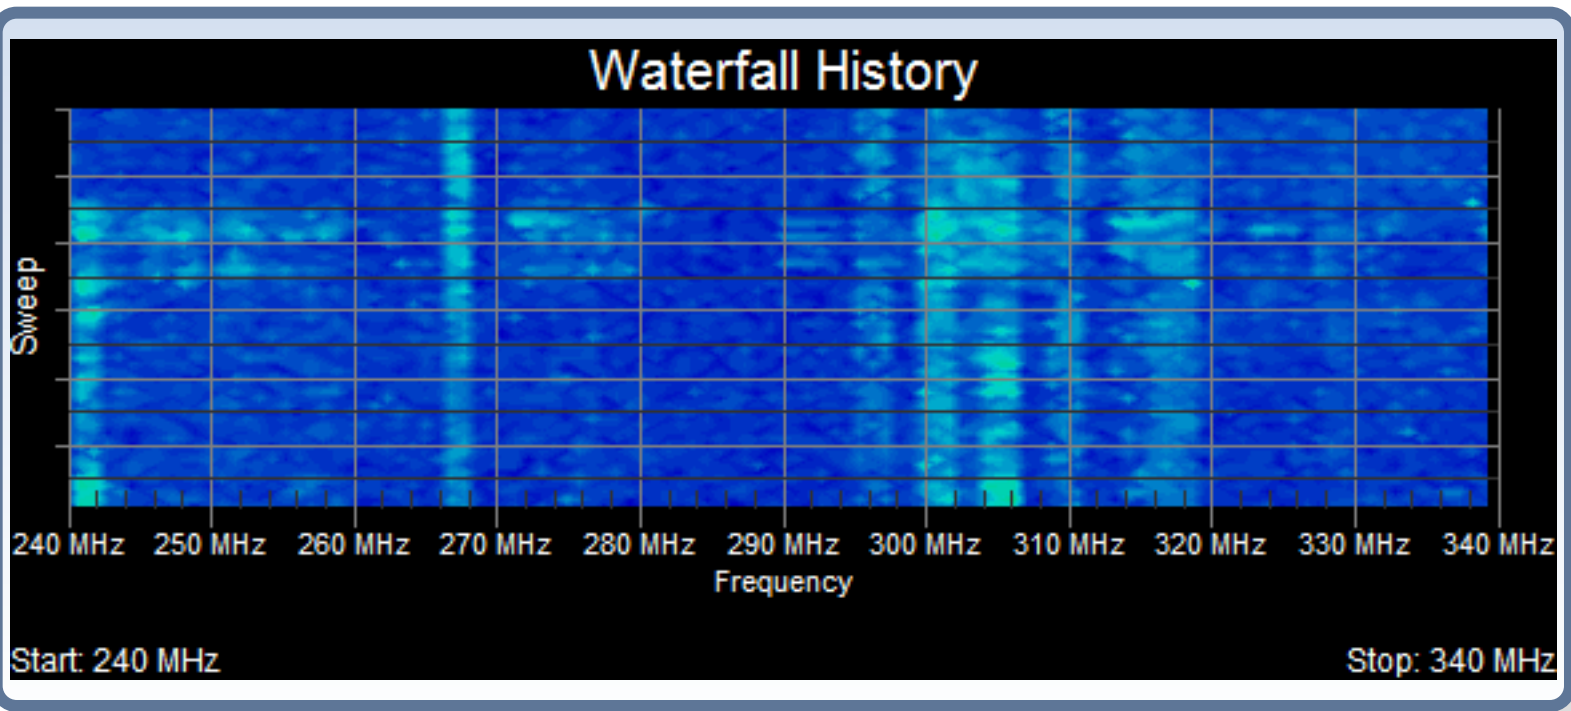 Waterfall History
Sweep
240 MHz 250 MHz 260 MHz 270 MHz 280 MHz 290 MHz 300 MHz 310 MHz 320 MHz 330 MHz 340 MHz
Frequency
Start: 240 MHz Stop: 340 MHz